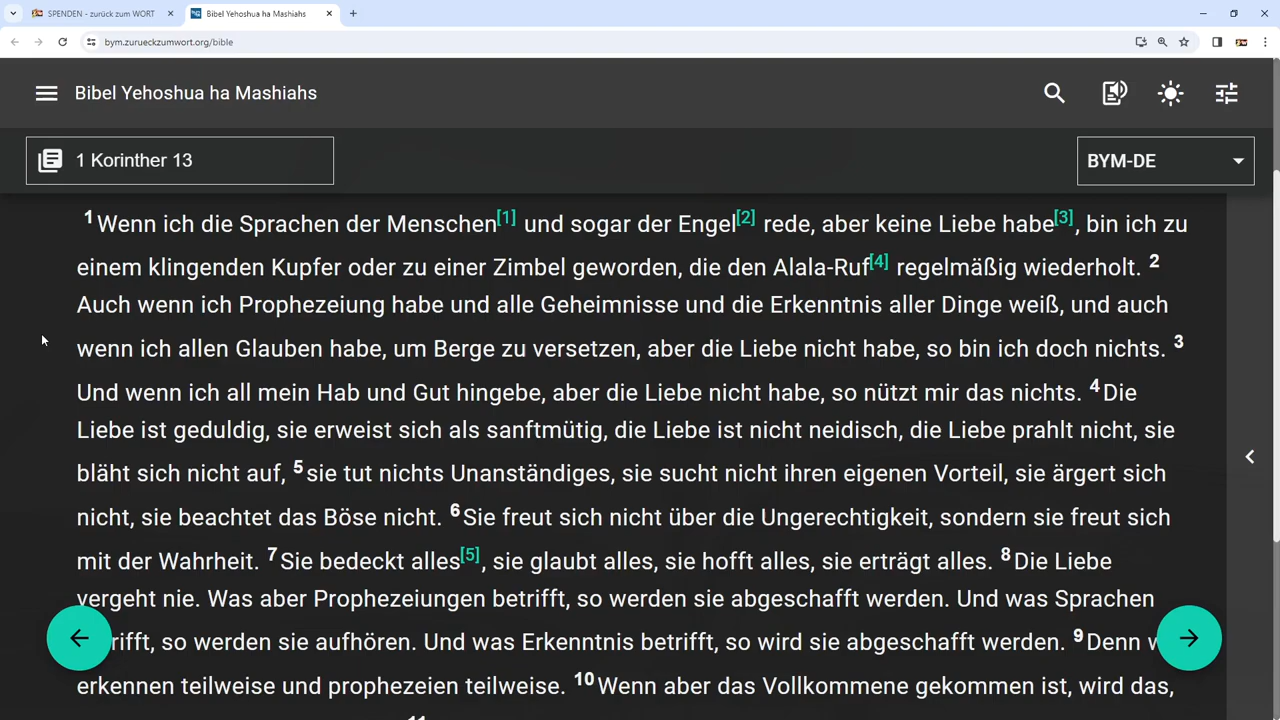 SPENDEN - zurück zum WORT
Bibel Yehoshua ha Mashiahs
bym.zurueckzumwort.org/bible
Bibel Yehoshua ha Mashiahs
1 Korinther 13
BYM-DE
1 Wenn ich die Sprachen der Menschen[1] und sogar der Engel[2] rede, aber keine Liebe habe[3], bin ich zu
einem klingenden Kupfer oder zu einer Zimbel geworden, die den Alala-Ruf[4] regelmäßig wiederholt. 2
Auch wenn ich Prophezeiung habe und alle Geheimnisse und die Erkenntnis aller Dinge weiß, und auch
wenn ich allen Glauben habe, um Berge zu versetzen, aber die Liebe nicht habe, so bin ich doch nichts. 3
Und wenn ich all mein Hab und Gut hingebe, aber die Liebe nicht habe, so nützt mir das nichts. 4 Die
Liebe ist geduldig, sie erweist sich als sanftmütig, die Liebe ist nicht neidisch, die Liebe prahlt nicht, sie
bläht sich nicht auf, 5 sie tut nichts Unanständiges, sie sucht nicht ihren eigenen Vorteil, sie ärgert sich
nicht, sie beachtet das Böse nicht. 6 Sie freut sich nicht über die Ungerechtigkeit, sondern sie freut sich
mit der Wahrheit. 7 Sie bedeckt alles[5], sie glaubt alles, sie hofft alles, sie erträgt alles. 8 Die Liebe
vergeht nie. Was aber Prophezeiungen betrifft, so werden sie abgeschafft werden. Und was Sprachen
rifft, so werden sie aufhören. Und was Erkenntnis betrifft, so wird sie abgeschafft werden. 9 Denn w
erkennen teilweise und prophezeien teilweise. 10 Wenn aber das Vollkommene gekommen ist, wird das,
11